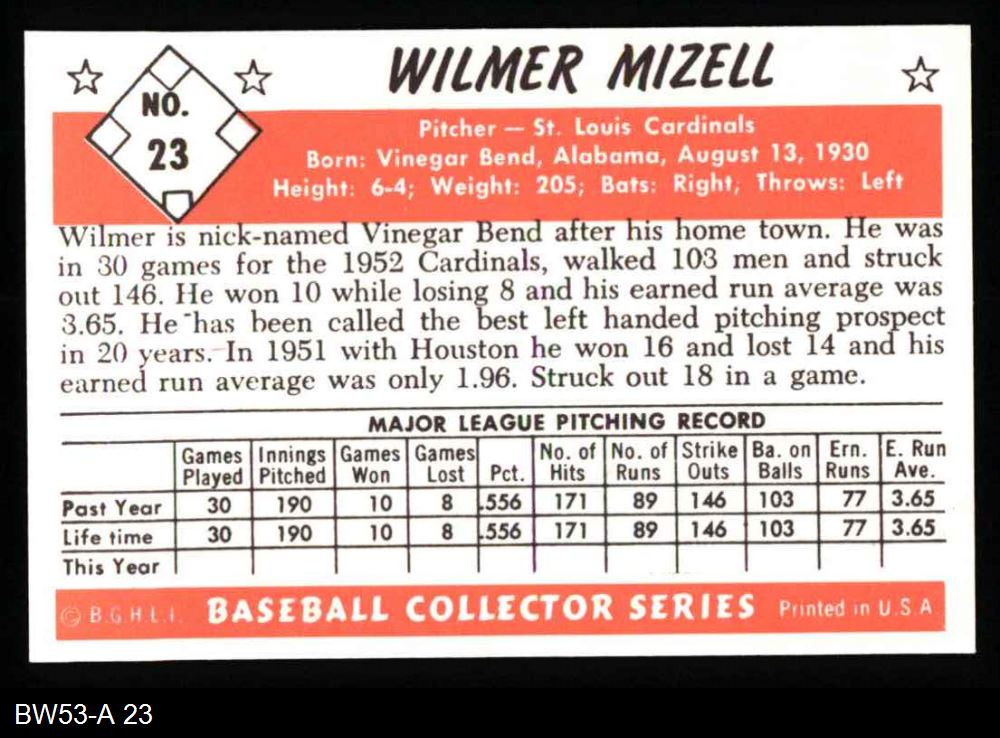 WILMER MIZELL
NO.
23
Pitcher — St. Louis Cardinals
Born: Vinegar Bend, Alabama, August 13, 1930
Height: 6-4; Weight: 205; Bats: Right; Throws: Left
Wilmer is nick-named Vinegar Bend after his home town. He was
in 30 games for the 1952 Cardinals, walked 103 men and struck
out 146. He won 10 while losing 8 and his earned run average was
3.65. He has been called the best left handed pitching prospect
in 20 years. In 1951 with Houston he won 16 and lost 14 and his
earned run average was only 1.96. Struck out 18 in a game.
MAJOR LEAGUE PITCHING RECORD
Games Innings Games Games No. of No. of Strike Ba. on Ern. E. Run
Played Pitched Won Lost Pct. Hits Runs Outs Balls Runs Ave.
Past Year 30 190 10 8 .556 171 89 146 103 77 3.65
Life time 30 190 10 8 .556 171 89 146 103 77 3.65
This Year
© B.G.H.L.I. BASEBALL COLLECTOR SERIES Printed in U.S.A
BW53-A 23